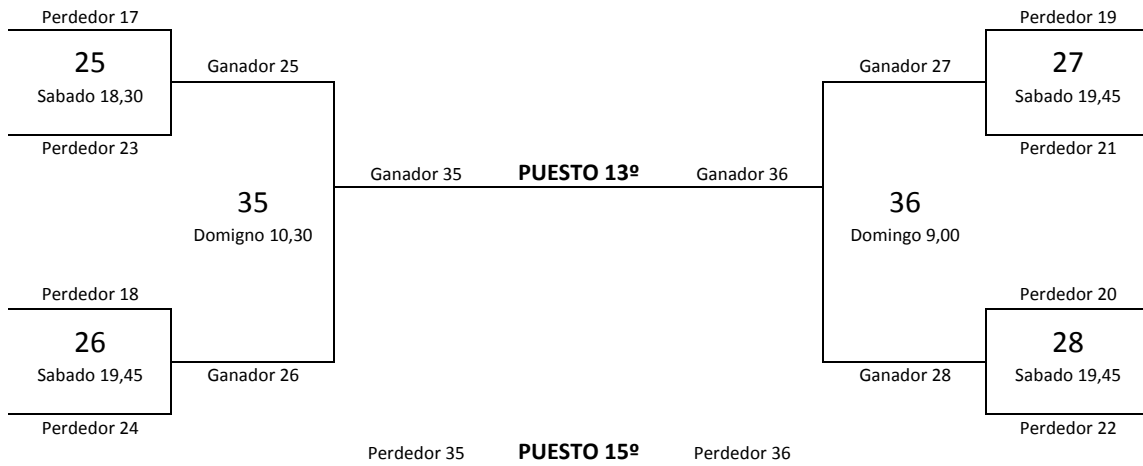 Perdedor 17
Perdedor 19
25
27
Ganador 25
Ganador 27
Sabado 18,30
Sabado 19,45
Perdedor 23
Perdedor 21
Ganador 35
PUESTO 13º
Ganador 36
35
36
Domigno 10,30
Domingo 9,00
Perdedor 18
Perdedor 20
26
28
Sabado 19,45
Ganador 26
Ganador 28
Sabado 19,45
Perdedor 24
Perdedor 22
Perdedor 35
PUESTO 15º
Perdedor 36